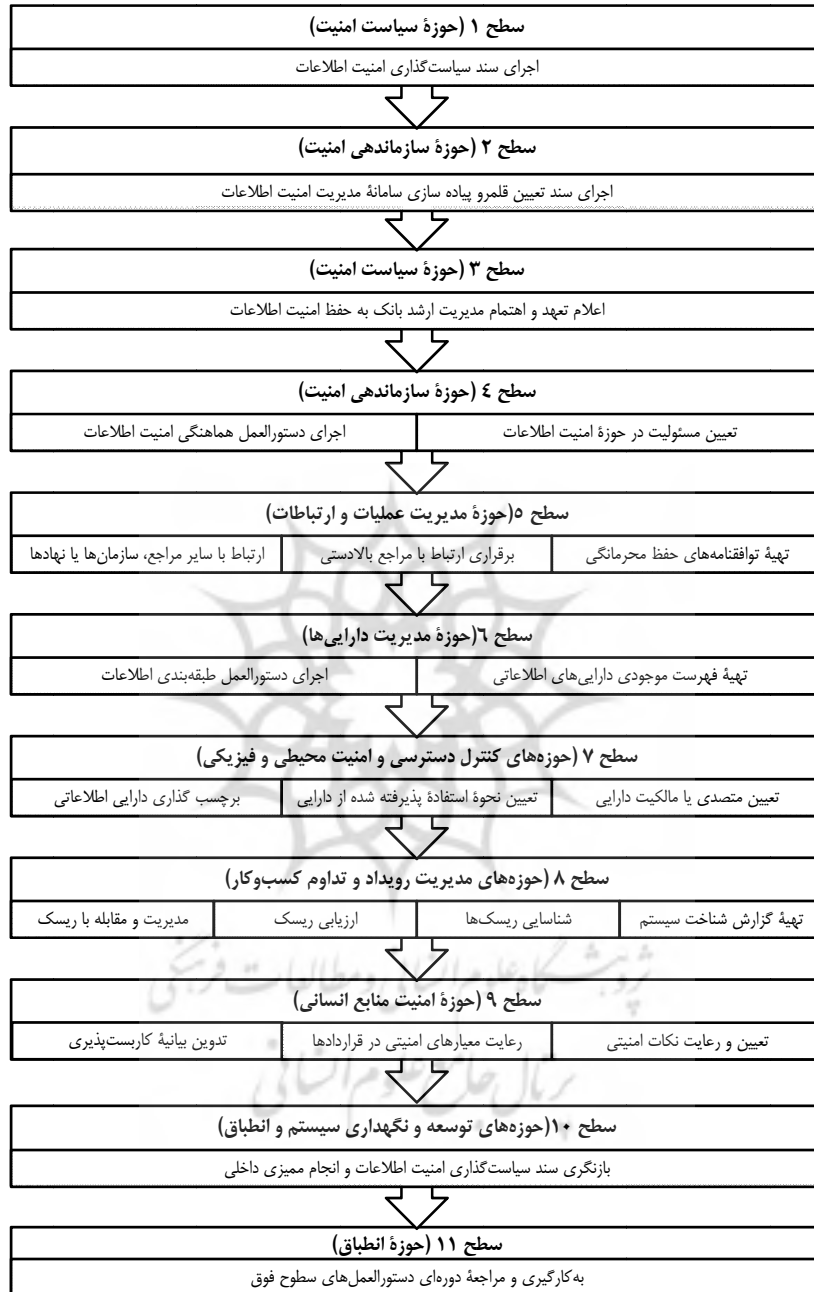 سطح ۱ (حوزهٔ سیاست امنیت)
اجرای سند سیاست‌گذاری امنیت اطلاعات
سطح ۲ (حوزهٔ سازماندهی امنیت)
اجرای سند تعیین قلمرو پیاده سازی سامانهٔ مدیریت امنیت اطلاعات
سطح ۳ (حوزهٔ سیاست امنیت)
اعلام تعهد و اهتمام مدیریت ارشد بانک به حفظ امنیت اطلاعات
سطح ٤ (حوزهٔ سازماندهی امنیت)
تعیین مسئولیت در حوزهٔ امنیت اطلاعات
اجرای دستورالعمل هماهنگی امنیت اطلاعات
سطح ٥(حوزهٔ مدیریت عملیات و ارتباطات)
تهیهٔ توافقنامه‌های حفظ محرمانگی
برقراری ارتباط با مراجع بالادستی
ارتباط با سایر مراجع، سازمان‌ها یا نهادها
سطح ٦(حوزهٔ مدیریت دارایی‌ها)
تهیهٔ فهرست موجودی دارایی‌های اطلاعاتی
اجرای دستورالعمل طبقه‌بندی اطلاعات
سطح ۷ (حوزه‌های کنترل دسترسی و امنیت محیطی و فیزیکی)
تعیین متصدی یا مالکیت دارایی
تعیین نحوهٔ استفادهٔ پذیرفته شده از دارایی
برچسب گذاری دارایی اطلاعاتی
سطح ۸ (حوزه‌های مدیریت رویداد و تداوم کسب‌وکار)
تهیهٔ گزارش شناخت سیستم
شناسایی ریسک‌ها
ارزیابی ریسک
مدیریت و مقابله با ریسک
پژوهشگاه علوم انسانی و مطالعات فرهنگی
سطح ۹ (حوزهٔ امنیت منابع انسانی)
تعیین و رعایت نکات امنیتی
رعایت معیارهای امنیتی در قراردادها
تدوین بیانیهٔ کاربست‌پذیری
پرتال جامع علوم انسانی
سطح ۱۰(حوزه‌های توسعه و نگهداری سیستم و انطباق)
بازنگری سند سیاست‌گذاری امنیت اطلاعات و انجام ممیزی داخلی
سطح ۱۱ (حوزهٔ انطباق)
به‌کارگیری و مراجعهٔ دوره‌ای دستورالعمل‌های سطوح فوق